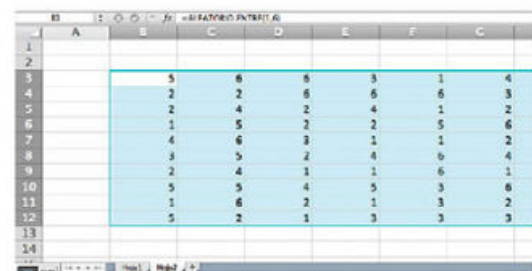 B3 fx =ALEATORIO.ENTRE(1,6)
A B C D E F G
1
2
3 5 6 6 3 1 4
4 2 2 6 6 6 3
5 2 4 2 4 1 2
6 1 5 2 2 5 6
7 4 6 3 1 1 2
8 3 5 2 4 6 4
9 2 4 1 1 6 1
10 5 5 4 5 3 6
11 1 6 2 1 3 2
12 5 2 1 3 3 3
13
14
Hoja1 Hoja2 +